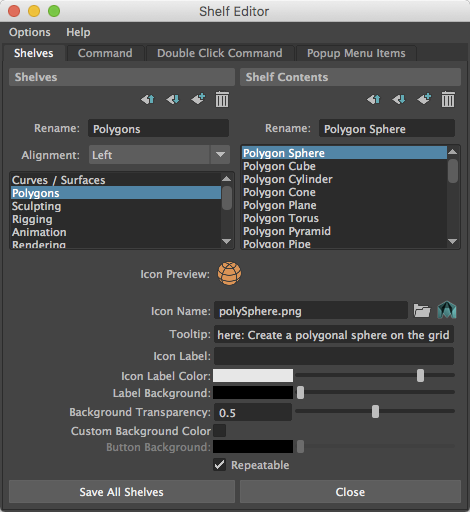 Shelf Editor
Options Help
Shelves Command Double Click Command Popup Menu Items
Shelves
Shelf Contents
Rename: Polygons
Rename: Polygon Sphere
Alignment: Left
Curves / Surfaces
Polygons
Sculpting
Rigging
Animation
Rendering
Polygon Sphere
Polygon Cube
Polygon Cylinder
Polygon Cone
Polygon Plane
Polygon Torus
Polygon Pyramid
Polygon Pipe
Icon Preview:
Icon Name: polySphere.png
Tooltip: here: Create a polygonal sphere on the grid
Icon Label:
Icon Label Color:
Label Background:
Background Transparency: 0.5
Custom Background Color
Button Background:
Repeatable
Save All Shelves Close